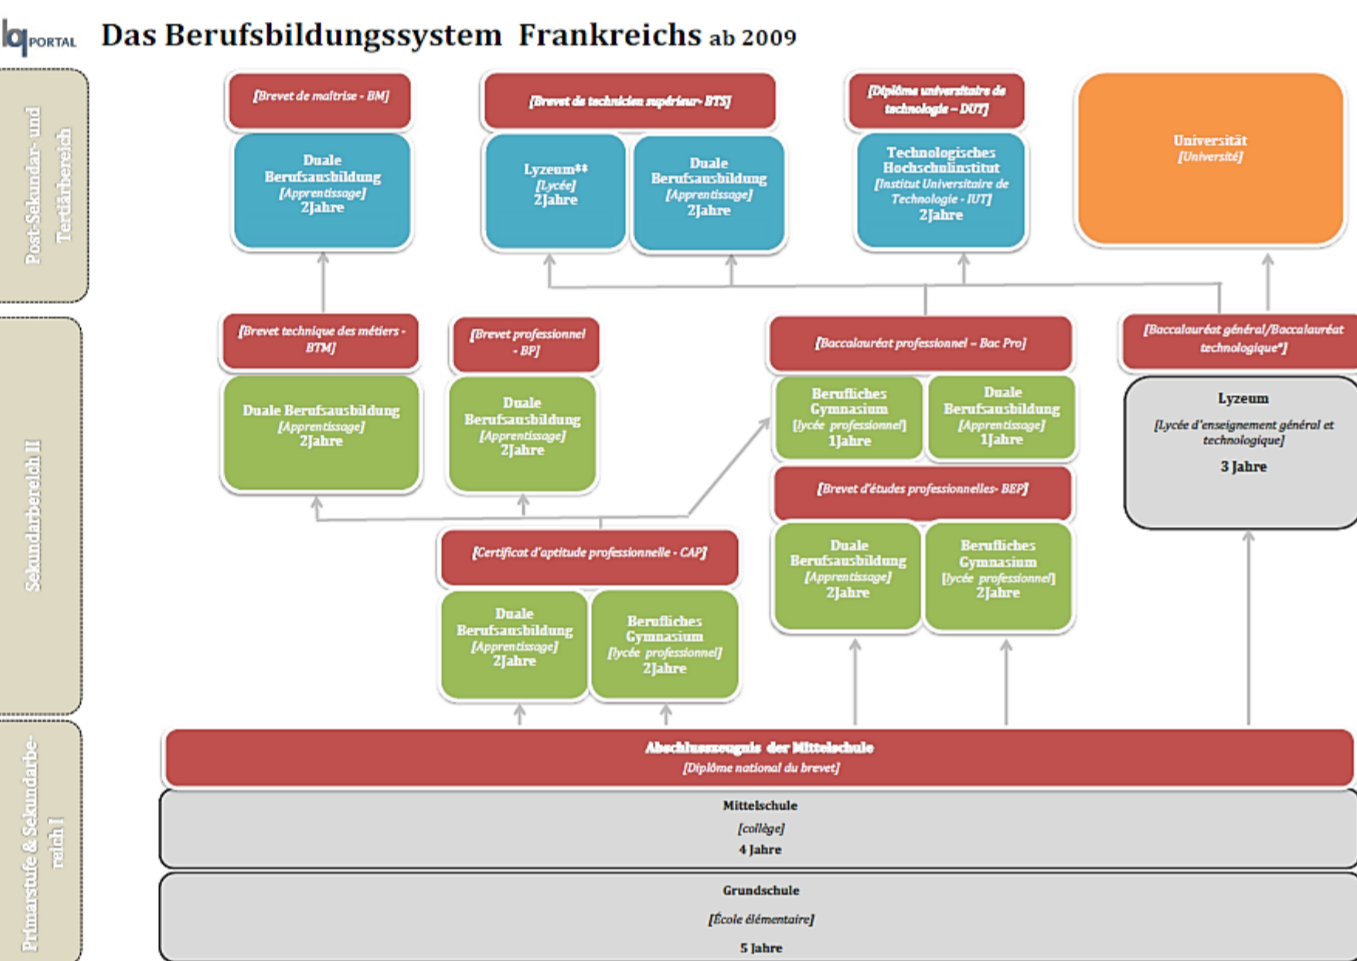 bq PORTAL
Das Berufsbildungssystem Frankreichs ab 2009
Post-Sekundar- und
Tertiärbereich
[Brevet de maîtrise - BM]
Duale
Berufsausbildung
[Apprentissage]
2Jahre
[Brevet de technicien supérieur- BTS]
Lyzeum**
[Lycée]
2Jahre
Duale
Berufsausbildung
[Apprentissage]
2Jahre
[Diplôme universitaire de
technologie – DUT]
Technologisches
Hochschulinstitut
[Institut Universitaire de
Technologie - IUT]
2Jahre
Universität
[Université]
Sekundarbereich II
[Brevet technique des métiers -
BTM]
Duale Berufsausbildung
[Apprentissage]
2Jahre
[Brevet professionnel
- BP]
Duale
Berufsausbildung
[Apprentissage]
2Jahre
[Baccalauréat professionnel – Bac Pro]
Berufliches
Gymnasium
[lycée professionnel]
1Jahre
Duale
Berufsausbildung
[Apprentissage]
1Jahre
[Baccalauréat général/Baccalauréat
technologique*]
Lyzeum
[Lycée d'enseignement général et
technologique]
3 Jahre
[Brevet d'études professionnelles- BEP]
Duale
Berufsausbildung
[Apprentissage]
2Jahre
Berufliches
Gymnasium
[lycée professionnel]
2Jahre
[Certificat d'aptitude professionnelle - CAP]
Duale
Berufsausbildung
[Apprentissage]
2Jahre
Berufliches
Gymnasium
[lycée professionnel]
2Jahre
Primarstufe & Sekundarbe-
reich I
Abschlusszeugnis der Mittelschule
[Diplôme national du brevet]
Mittelschule
[collège]
4 Jahre
Grundschule
[École élémentaire]
5 Jahre